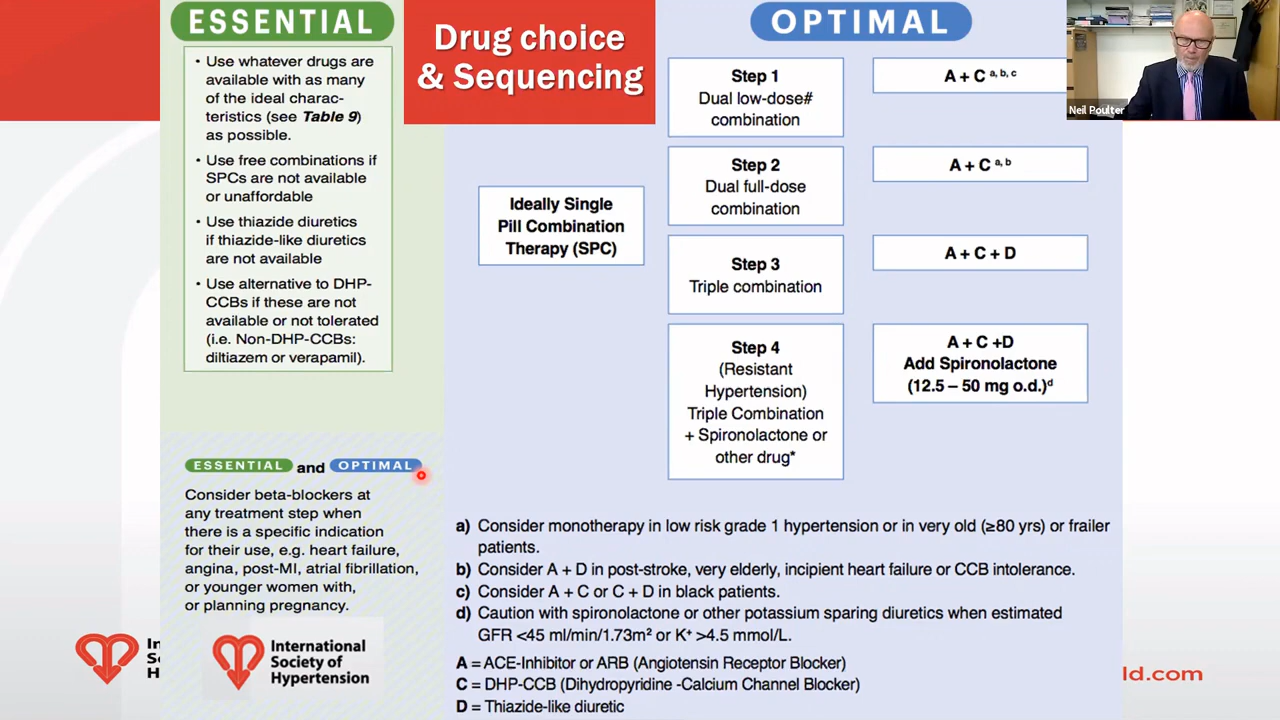 ESSENTIAL
• Use whatever drugs are
available with as many
of the ideal charac-
teristics (see Table 9)
as possible.
• Use free combinations if
SPCs are not available
or unaffordable
• Use thiazide diuretics
if thiazide-like diuretics
are not available
• Use alternative to DHP-
CCBs if these are not
available or not tolerated
(i.e. Non-DHP-CCBs:
diltiazem or verapamil).
Drug choice
& Sequencing
OPTIMAL
Ideally Single
Pill Combination
Therapy (SPC)
Step 1
Dual low-dose#
combination
A + C a, b, c
Step 2
Dual full-dose
combination
A + C a, b
Step 3
Triple combination
A + C + D
Step 4
(Resistant
Hypertension)
Triple Combination
+ Spironolactone or
other drug*
A + C +D
Add Spironolactone
(12.5 – 50 mg o.d.)d
Neil Poulter
ESSENTIAL and OPTIMAL
Consider beta-blockers at
any treatment step when
there is a specific indication
for their use, e.g. heart failure,
angina, post-MI, atrial fibrillation,
or younger women with,
or planning pregnancy.
a) Consider monotherapy in low risk grade 1 hypertension or in very old (≥80 yrs) or frailer
patients.
b) Consider A + D in post-stroke, very elderly, incipient heart failure or CCB intolerance.
c) Consider A + C or C + D in black patients.
d) Caution with spironolactone or other potassium sparing diuretics when estimated
GFR <45 ml/min/1.73m² or K⁺ >4.5 mmol/L.
A = ACE-Inhibitor or ARB (Angiotensin Receptor Blocker)
C = DHP-CCB (Dihydropyridine -Calcium Channel Blocker)
D = Thiazide-like diuretic
In
So
H
International
Society of
Hypertension
ld.com